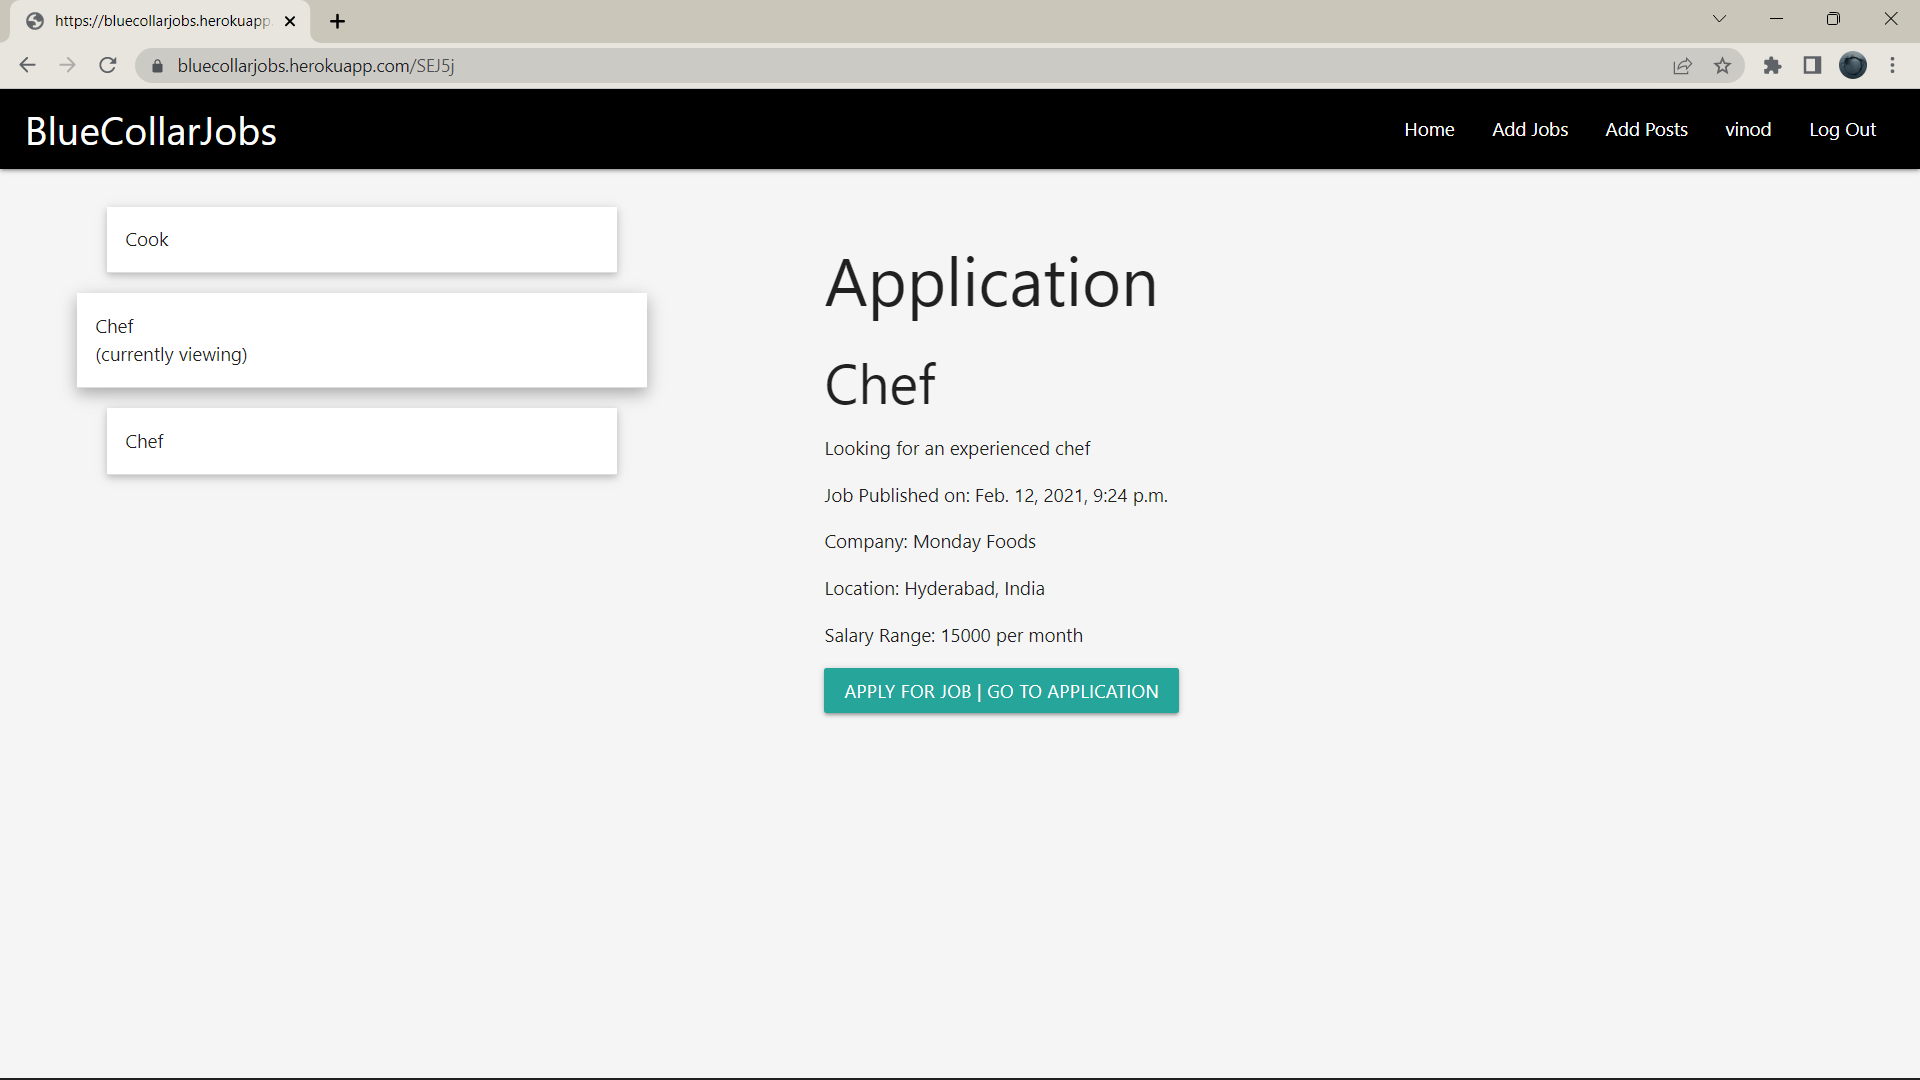 https://bluecollarjobs.herokuapp
bluecollarjobs.herokuapp.com/SEJ5j
BlueCollarJobs
Home
Add Jobs
Add Posts
vinod
Log Out
Cook
Chef
(currently viewing)
Chef
Application
Chef
Looking for an experienced chef
Job Published on: Feb. 12, 2021, 9:24 p.m.
Company: Monday Foods
Location: Hyderabad, India
Salary Range: 15000 per month
APPLY FOR JOB | GO TO APPLICATION